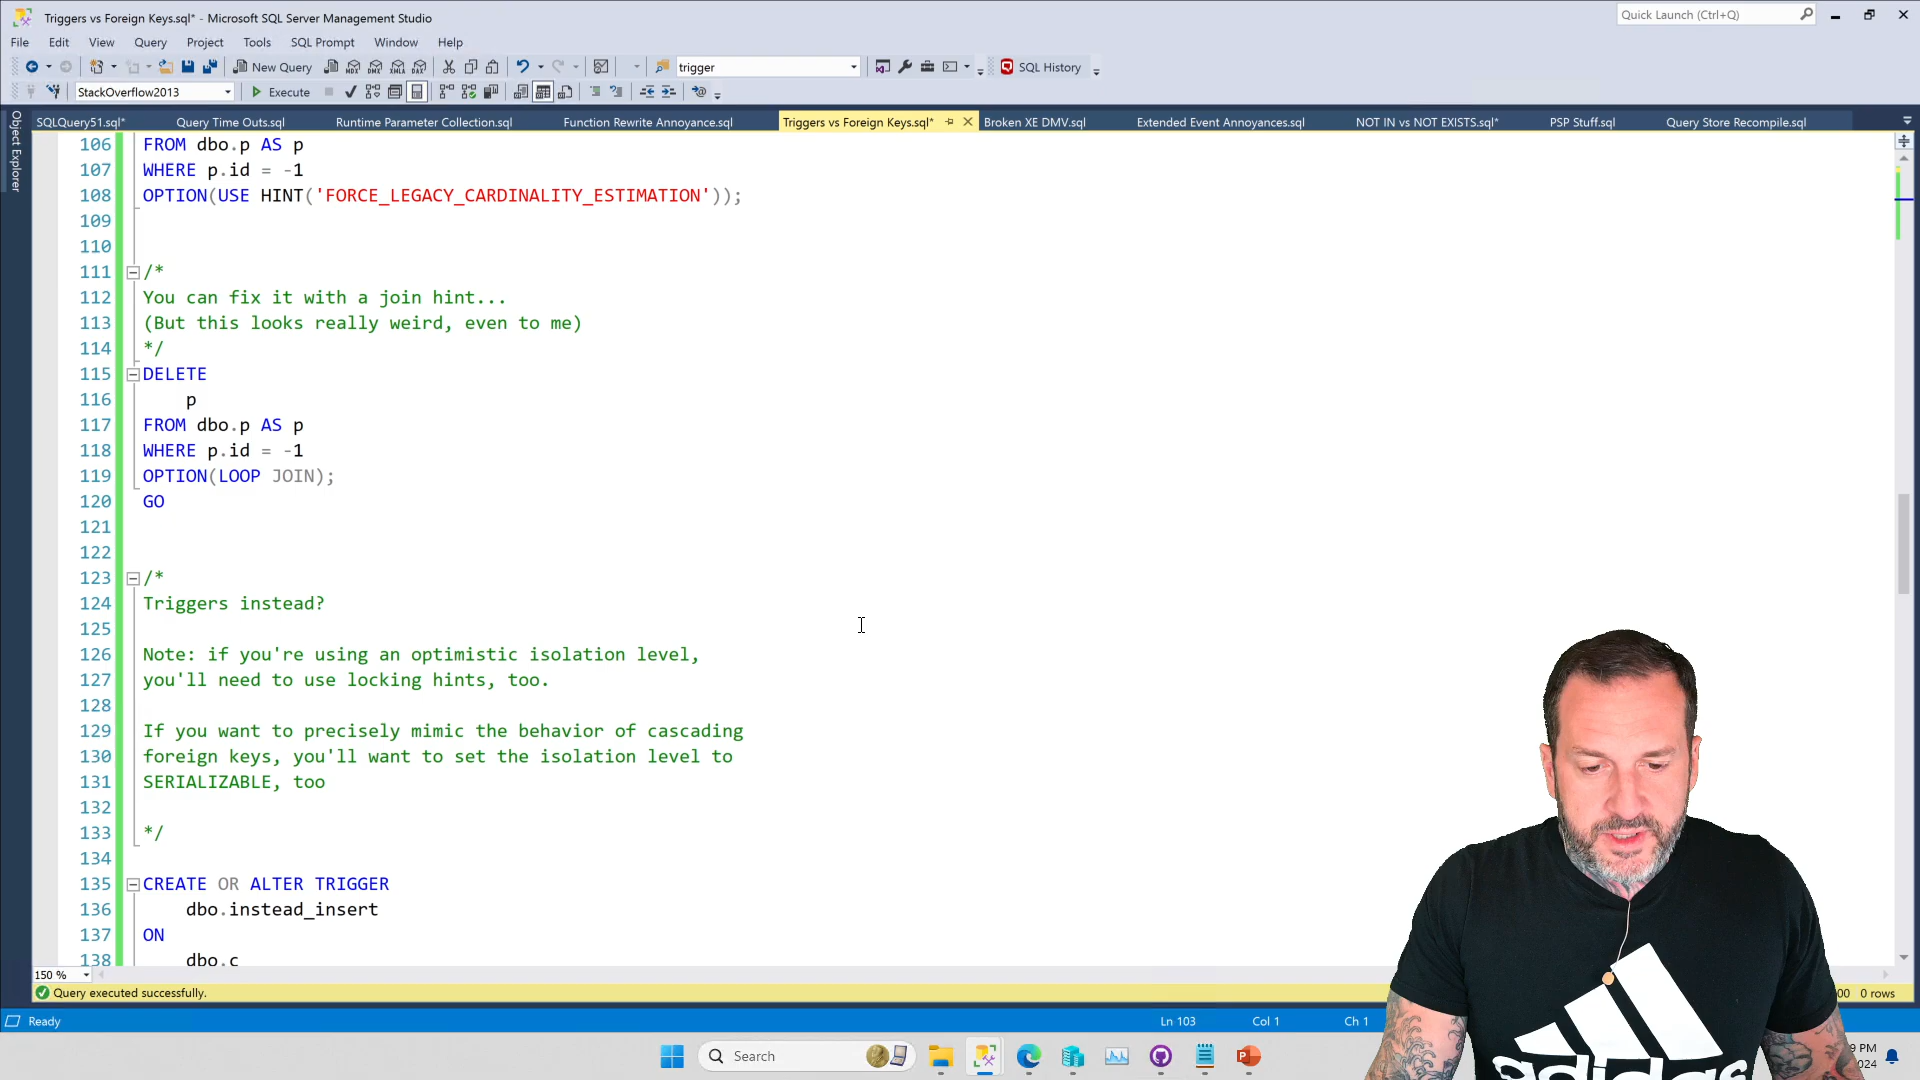 Triggers vs Foreign Keys.sql* - Microsoft SQL Server Management Studio
Quick Launch (Ctrl+Q)
File Edit View Query Project Tools SQL Prompt Window Help
New Query trigger SQL History
StackOverflow2013 Execute
SQLQuery51.sql* Query Time Outs.sql Runtime Parameter Collection.sql Function Rewrite Annoyance.sql Triggers vs Foreign Keys.sql* Broken XE DMV.sql Extended Event Annoyances.sql NOT IN vs NOT EXISTS.sql* PSP Stuff.sql Query Store Recompile.sql
Object Explorer
106 FROM dbo.p AS p
107 WHERE p.id = -1
108 OPTION(USE HINT('FORCE_LEGACY_CARDINALITY_ESTIMATION'));
109
110
111 /*
112 You can fix it with a join hint...
113 (But this looks really weird, even to me)
114 */
115 DELETE
116 p
117 FROM dbo.p AS p
118 WHERE p.id = -1
119 OPTION(LOOP JOIN);
120 GO
121
122
123 /*
124 Triggers instead?
125
126 Note: if you're using an optimistic isolation level,
127 you'll need to use locking hints, too.
128
129 If you want to precisely mimic the behavior of cascading
130 foreign keys, you'll want to set the isolation level to
131 SERIALIZABLE, too
132
133 */
134
135 CREATE OR ALTER TRIGGER
136 dbo.instead_insert
137 ON
138 dbo.c
150 %
Query executed successfully. 0 rows
Ready Ln 103 Col 1 Ch 1
Search
adidas